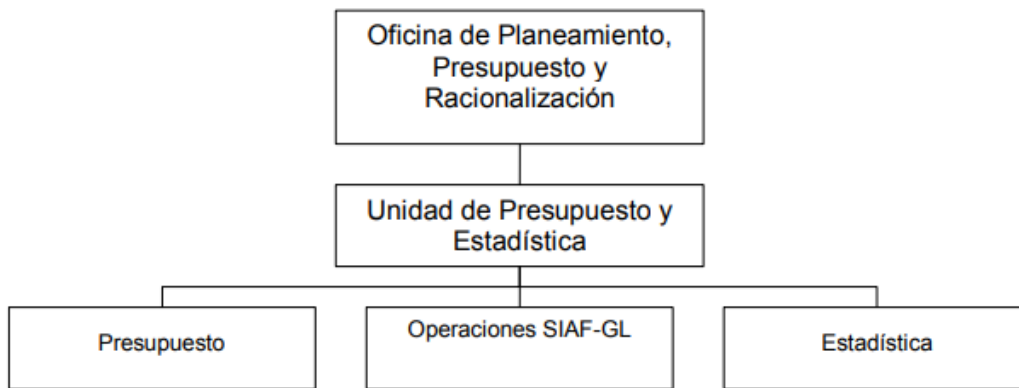 Oficina de Planeamiento,
Presupuesto y
Racionalización
Unidad de Presupuesto y
Estadística
Presupuesto
Operaciones SIAF-GL
Estadística